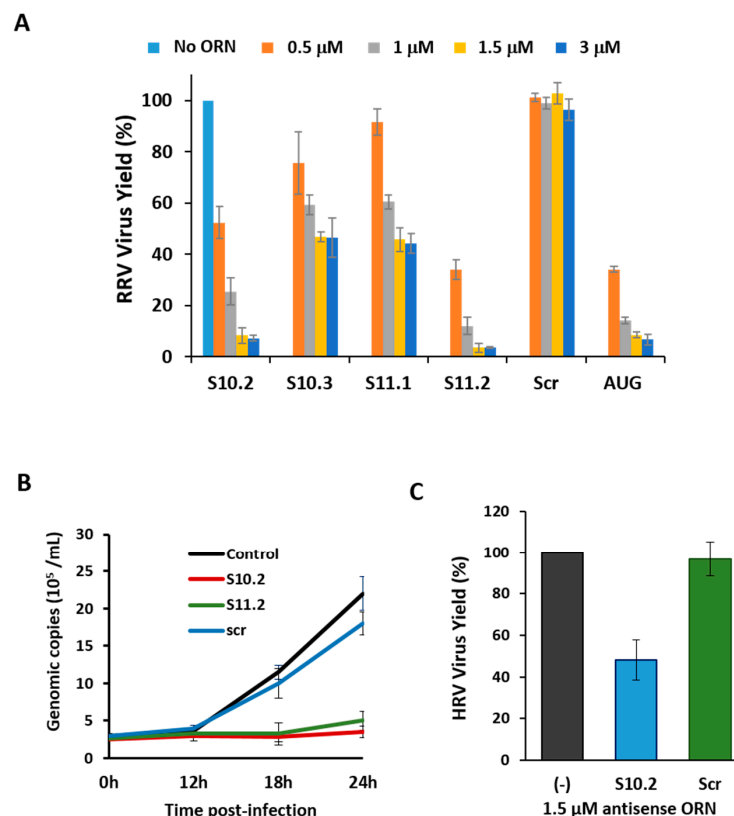 A
No ORN 0.5 µM 1 µM 1.5 µM 3 µM
RRV Virus Yield (%)
100
80
60
40
20
0
S10.2 S10.3 S11.1 S11.2 Scr AUG
B
Genomic copies (10⁵ /mL)
30
25
20
15
10
5
0
Control
S10.2
S11.2
scr
0h 12h 18h 24h
Time post-infection
C
HRV Virus Yield (%)
120
100
80
60
40
20
0
(-) S10.2 Scr
1.5 µM antisense ORN